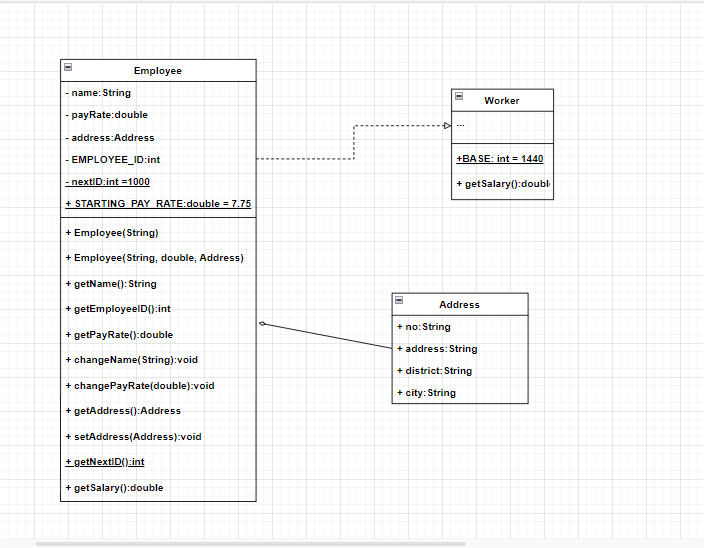 Employee
- name:String
- payRate:double
- address:Address
- EMPLOYEE_ID:int
- nextID:int =1000
+ STARTING_PAY_RATE:double = 7.75
+ Employee(String)
+ Employee(String, double, Address)
+ getName():String
+ getEmployeeID():int
+ getPayRate():double
+ changeName(String):void
+ changePayRate(double):void
+ getAddress():Address
+ setAddress(Address):void
+ getNextID():int
+ getSalary():double
Worker
...
+BASE: int = 1440
+ getSalary():doubl
Address
+ no:String
+ address:String
+ district:String
+ city:String